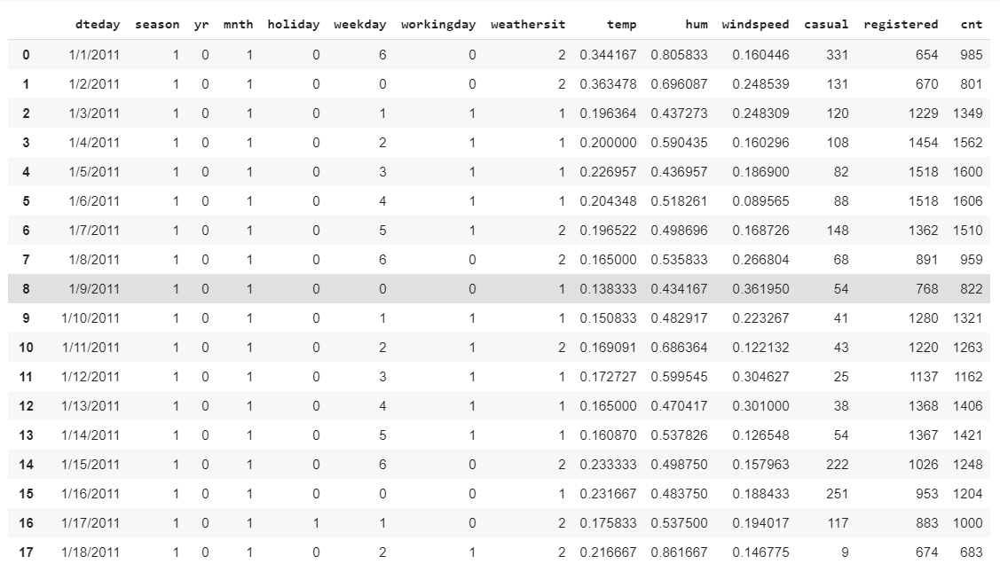 dteday season yr mnth holiday weekday workingday weathersit temp hum windspeed casual registered cnt
0 1/1/2011 1 0 1 0 6 0 2 0.344167 0.805833 0.160446 331 654 985
1 1/2/2011 1 0 1 0 0 0 2 0.363478 0.696087 0.248539 131 670 801
2 1/3/2011 1 0 1 0 1 1 1 0.196364 0.437273 0.248309 120 1229 1349
3 1/4/2011 1 0 1 0 2 1 1 0.200000 0.590435 0.160296 108 1454 1562
4 1/5/2011 1 0 1 0 3 1 1 0.226957 0.436957 0.186900 82 1518 1600
5 1/6/2011 1 0 1 0 4 1 1 0.204348 0.518261 0.089565 88 1518 1606
6 1/7/2011 1 0 1 0 5 1 2 0.196522 0.498696 0.168726 148 1362 1510
7 1/8/2011 1 0 1 0 6 0 2 0.165000 0.535833 0.266804 68 891 959
8 1/9/2011 1 0 1 0 0 0 1 0.138333 0.434167 0.361950 54 768 822
9 1/10/2011 1 0 1 0 1 1 1 0.150833 0.482917 0.223267 41 1280 1321
10 1/11/2011 1 0 1 0 2 1 2 0.169091 0.686364 0.122132 43 1220 1263
11 1/12/2011 1 0 1 0 3 1 1 0.172727 0.599545 0.304627 25 1137 1162
12 1/13/2011 1 0 1 0 4 1 1 0.165000 0.470417 0.301000 38 1368 1406
13 1/14/2011 1 0 1 0 5 1 1 0.160870 0.537826 0.126548 54 1367 1421
14 1/15/2011 1 0 1 0 6 0 2 0.233333 0.498750 0.157963 222 1026 1248
15 1/16/2011 1 0 1 0 0 0 1 0.231667 0.483750 0.188433 251 953 1204
16 1/17/2011 1 0 1 1 1 0 2 0.175833 0.537500 0.194017 117 883 1000
17 1/18/2011 1 0 1 0 2 1 2 0.216667 0.861667 0.146775 9 674 683